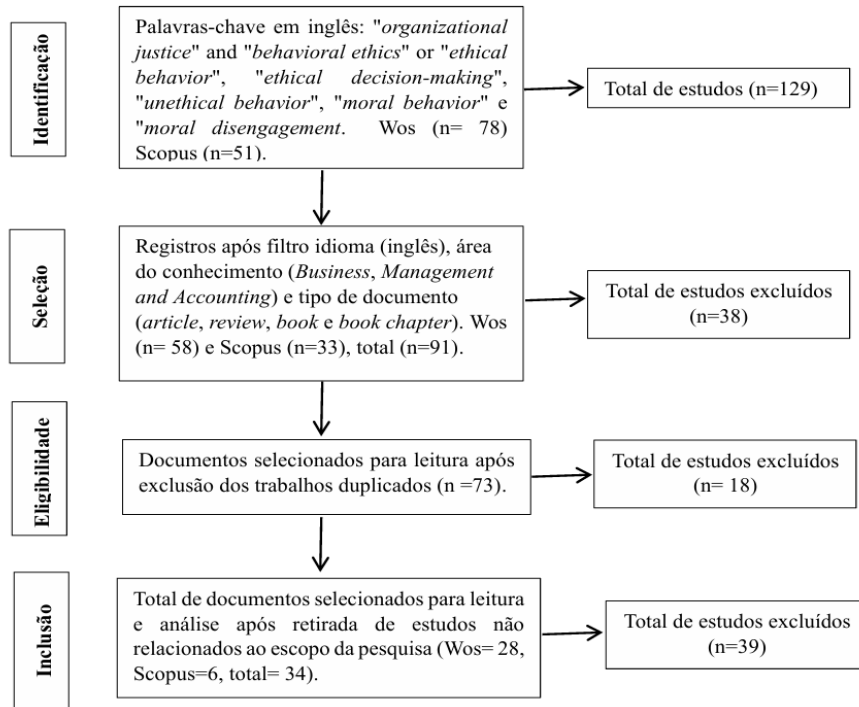 Identificação
Palavras-chave em inglês: "organizational
justice" and "behavioral ethics" or "ethical
behavior", "ethical decision-making",
"unethical behavior", "moral behavior" e
"moral disengagement. Wos (n= 78)
Scopus (n=51).
Total de estudos (n=129)
Seleção
Registros após filtro idioma (inglês), área
do conhecimento (Business, Management
and Accounting) e tipo de documento
(article, review, book e book chapter). Wos
(n= 58) e Scopus (n=33), total (n=91).
Total de estudos excluídos
(n=38)
Eligibilidade
Documentos selecionados para leitura após
exclusão dos trabalhos duplicados (n =73).
Total de estudos excluídos
(n= 18)
Inclusão
Total de documentos selecionados para leitura
e análise após retirada de estudos não
relacionados ao escopo da pesquisa (Wos= 28,
Scopus=6, total= 34).
Total de estudos excluídos
(n=39)